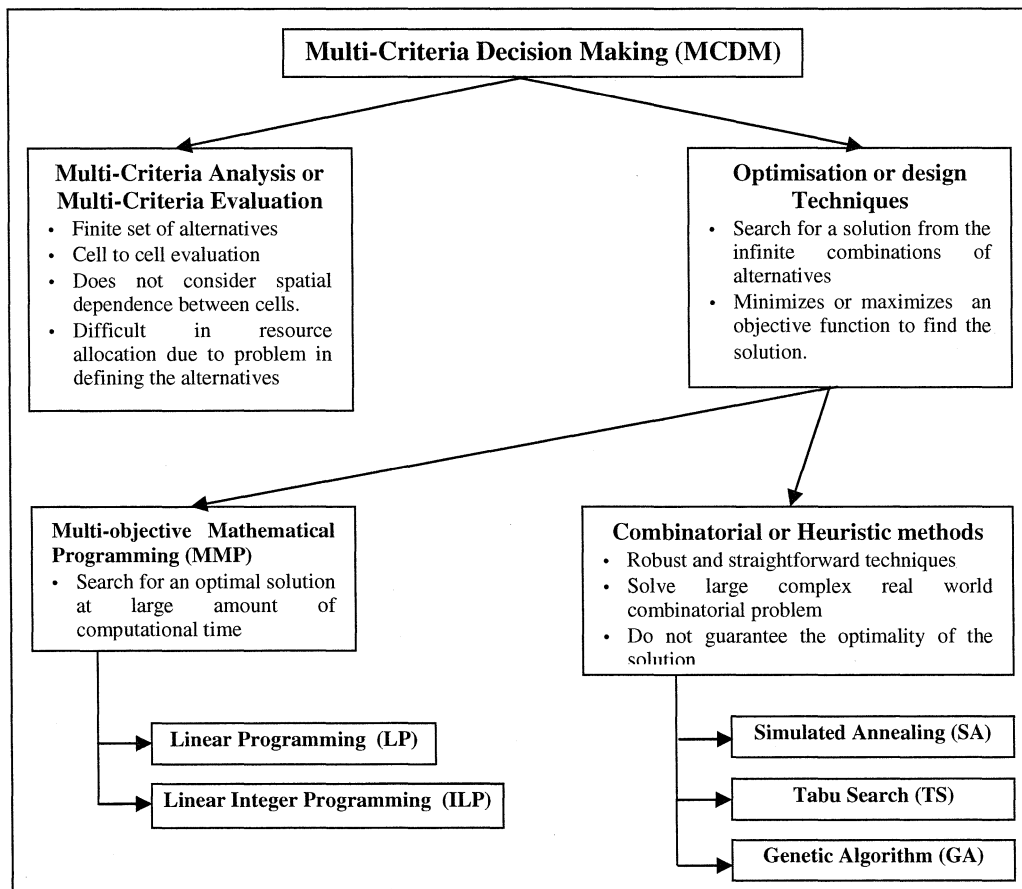 Multi-Criteria Decision Making (MCDM)
Multi-Criteria Analysis or
Multi-Criteria Evaluation
• Finite set of alternatives
• Cell to cell evaluation
• Does not consider spatial
dependence between cells.
• Difficult in resource
allocation due to problem in
defining the alternatives
Optimisation or design
Techniques
• Search for a solution from the
infinite combinations of
alternatives
• Minimizes or maximizes an
objective function to find the
solution.
Multi-objective Mathematical
Programming (MMP)
• Search for an optimal solution
at large amount of
computational time
Linear Programming (LP)
Linear Integer Programming (ILP)
Combinatorial or Heuristic methods
• Robust and straightforward techniques
• Solve large complex real world
combinatorial problem
• Do not guarantee the optimality of the
solution
Simulated Annealing (SA)
Tabu Search (TS)
Genetic Algorithm (GA)